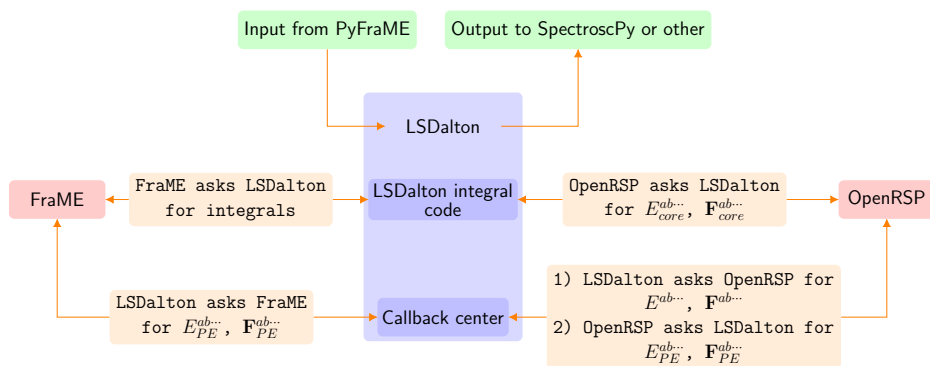 Input from PyFraME
Output to SpectroscPy or other
LSDalton
FraME
FraME asks LSDalton
for integrals
LSDalton integral
code
OpenRSP asks LSDalton
for $E_{core}^{ab\cdots}$, $\mathbf{F}_{core}^{ab\cdots}$
OpenRSP
LSDalton asks FraME
for $E_{PE}^{ab\cdots}$, $\mathbf{F}_{PE}^{ab\cdots}$
Callback center
1) LSDalton asks OpenRSP for
$E^{ab\cdots}$, $\mathbf{F}^{ab\cdots}$
2) OpenRSP asks LSDalton for
$E_{PE}^{ab\cdots}$, $\mathbf{F}_{PE}^{ab\cdots}$